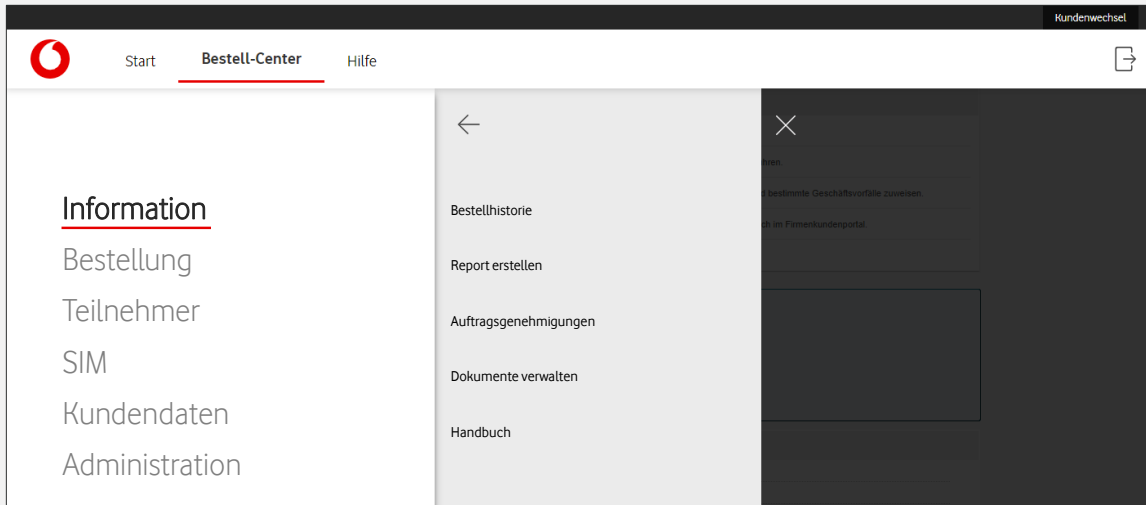 Kundenwechsel
Start Bestell-Center Hilfe
Information
Bestellung
Teilnehmer
SIM
Kundendaten
Administration
Bestellhistorie
Report erstellen
Auftragsgenehmigungen
Dokumente verwalten
Handbuch
hren.
bestimmte Geschäftsvorfälle zuweisen.
ch im Firmenkundenportal.